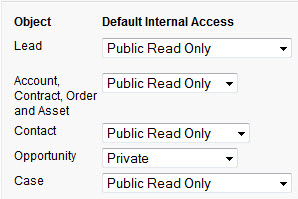 Object Default Internal Access
Lead Public Read Only
Account,
Contract, Order
and Asset Public Read Only
Contact Public Read Only
Opportunity Private
Case Public Read Only